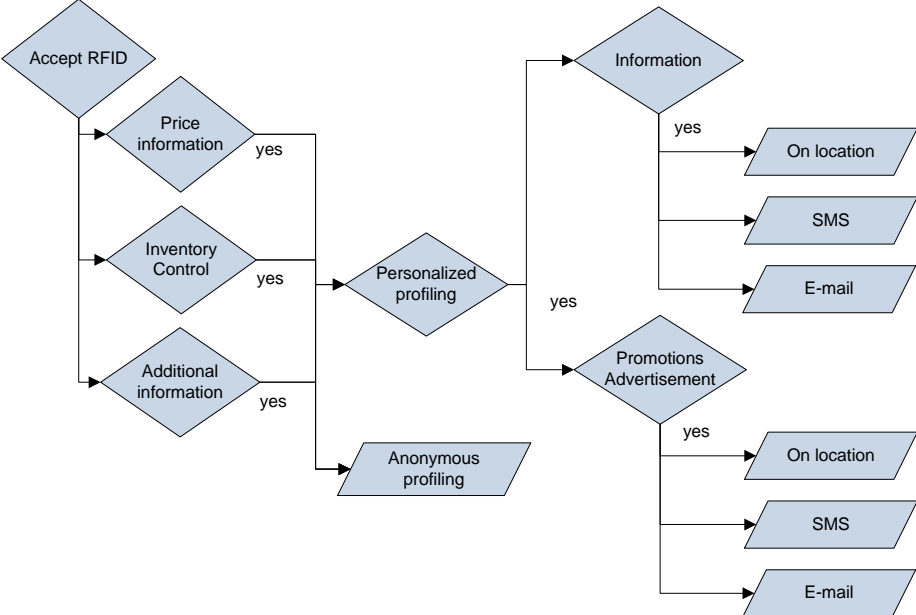 Accept RFID
Price
information
yes
Inventory
Control
yes
Additional
information
yes
Personalized
profiling
yes
Anonymous
profiling
Information
yes
On location
SMS
E-mail
Promotions
Advertisement
yes
On location
SMS
E-mail